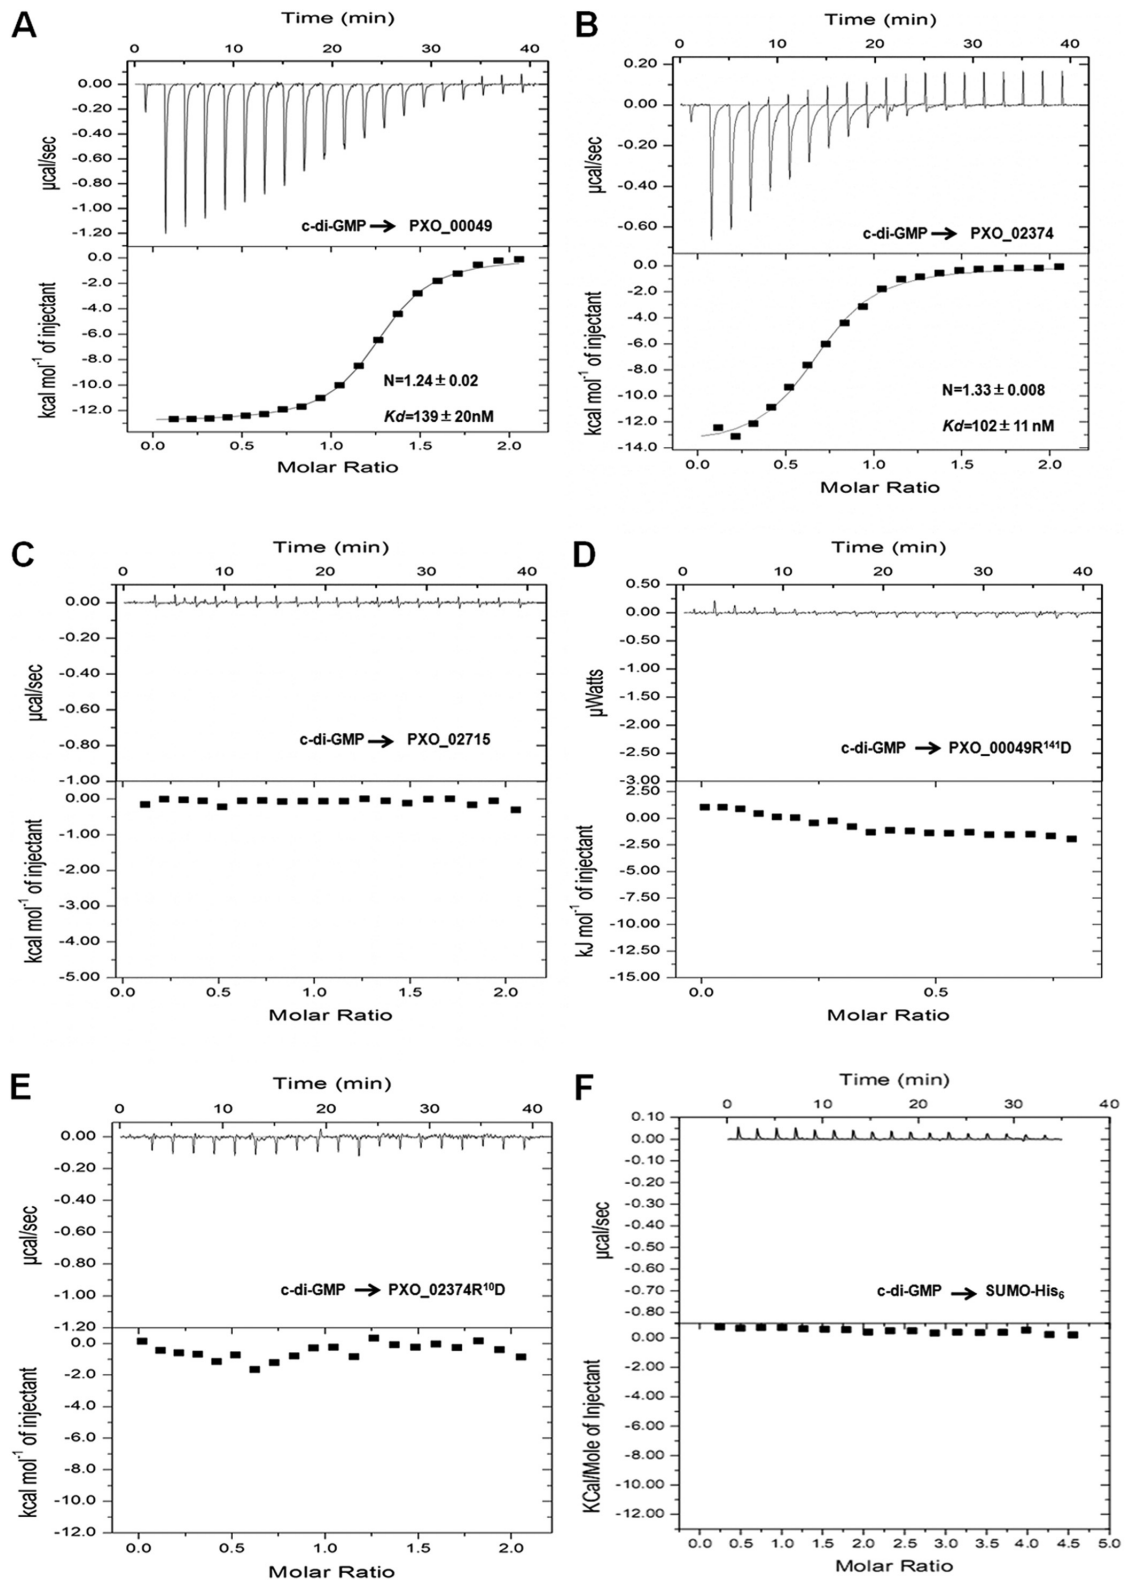 A
Time (min)
0 10 20 30 40
0.00
-0.20
-0.40
-0.60
-0.80
-1.00
-1.20
µcal/sec
c-di-GMP → PXO_00049
0.0
-2.0
-4.0
-6.0
-8.0
-10.0
-12.0
kcal mol⁻¹ of injectant
N=1.24±0.02
Kd=139±20nM
0.0 0.5 1.0 1.5 2.0
Molar Ratio
B
Time (min)
0 10 20 30 40
0.20
0.00
-0.20
-0.40
-0.60
µcal/sec
c-di-GMP → PXO_02374
0.0
-2.0
-4.0
-6.0
-8.0
-10.0
-12.0
-14.0
kcal mol⁻¹ of injectant
N=1.33±0.008
Kd=102±11 nM
0.0 0.5 1.0 1.5 2.0
Molar Ratio
C
Time (min)
0 10 20 30 40
0.00
-0.20
-0.40
-0.60
-0.80
-1.00
µcal/sec
c-di-GMP → PXO_02715
0.00
-1.00
-2.00
-3.00
-4.00
-5.00
kcal mol⁻¹ of injectant
0.0 0.5 1.0 1.5 2.0
Molar Ratio
D
Time (min)
0 10 20 30 40
0.50
0.00
-0.50
-1.00
-1.50
-2.00
-2.50
-3.00
µWatts
c-di-GMP → PXO_00049R¹⁴¹D
2.50
0.00
-2.50
-5.00
-7.50
-10.00
-12.50
-15.00
kJ mol⁻¹ of injectant
0.0 0.5
Molar Ratio
E
Time (min)
0 10 20 30 40
0.00
-0.20
-0.40
-0.60
-0.80
-1.00
-1.20
µcal/sec
c-di-GMP → PXO_02374R¹⁰D
0.0
-2.0
-4.0
-6.0
-8.0
-10.0
-12.0
kcal mol⁻¹ of injectant
0.0 0.5 1.0 1.5 2.0
Molar Ratio
F
Time (min)
0 10 20 30 40
0.10
0.00
-0.10
-0.20
-0.30
-0.40
-0.50
-0.60
-0.70
-0.80
µcal/sec
c-di-GMP → SUMO-His₆
0.00
-2.00
-4.00
-6.00
-8.00
-10.00
-12.00
KCal/Mole of Injectant
0.0 0.5 1.0 1.5 2.0 2.5 3.0 3.5 4.0 4.5 5.0
Molar Ratio